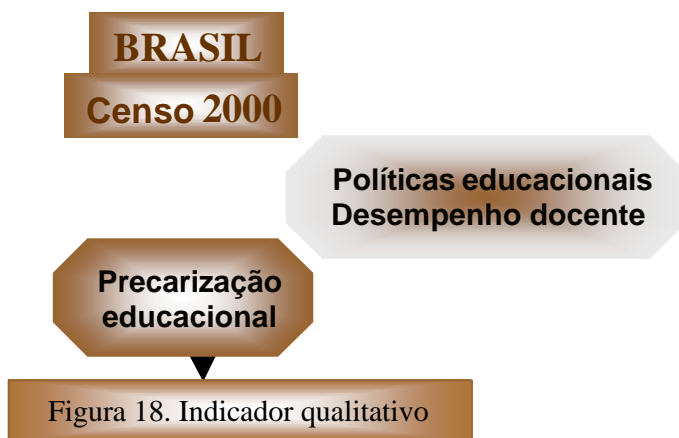 BRASIL
Censo 2000
Políticas educacionais
Desempenho docente
Precarização
educacional
Figura 18. Indicador qualitativo